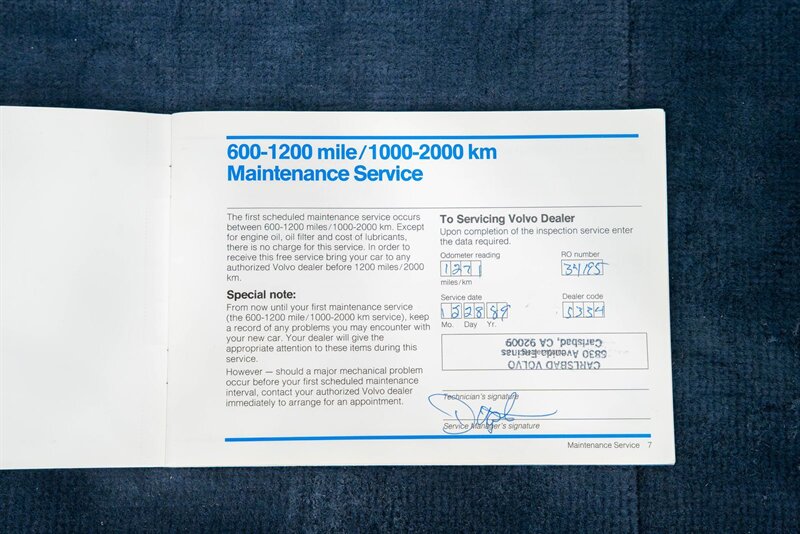 600-1200 mile/1000-2000 km
Maintenance Service
The first scheduled maintenance service occurs
between 600-1200 miles/1000-2000 km. Except
for engine oil, oil filter and cost of lubricants,
there is no charge for this service. In order to
receive this free service bring your car to any
authorized Volvo dealer before 1200 miles/2000
km.
Special note:
From now until your first maintenance service
(the 600-1200 mile/1000-2000 km service), keep
a record of any problems you may encounter with
your new car. Your dealer will give the
appropriate attention to these items during this
service.
However — should a major mechanical problem
occur before your first scheduled maintenance
interval, contact your authorized Volvo dealer
immediately to arrange for an appointment.
To Servicing Volvo Dealer
Upon completion of the inspection service enter
the data required.
Odometer reading
1271
miles/km
RO number
34195
Service date
122889
Mo. Day Yr.
Dealer code
5334
CARLSBAD VOLVO
6830 Avenida Encinas
Carlsbad, CA 92009
Technician's signature
Service Manager's signature
Maintenance Service 7